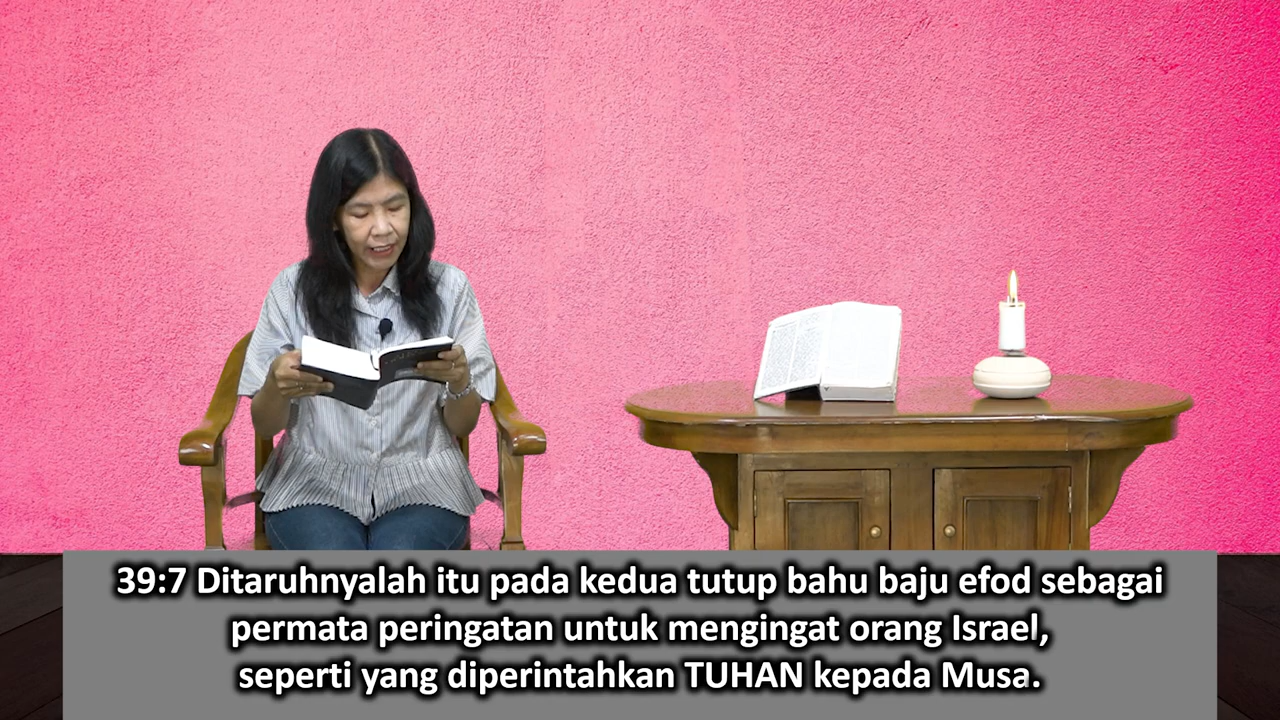 39:7 Ditaruhnyalah itu pada kedua tutup bahu baju efod sebagai
permata peringatan untuk mengingat orang Israel,
seperti yang diperintahkan TUHAN kepada Musa.